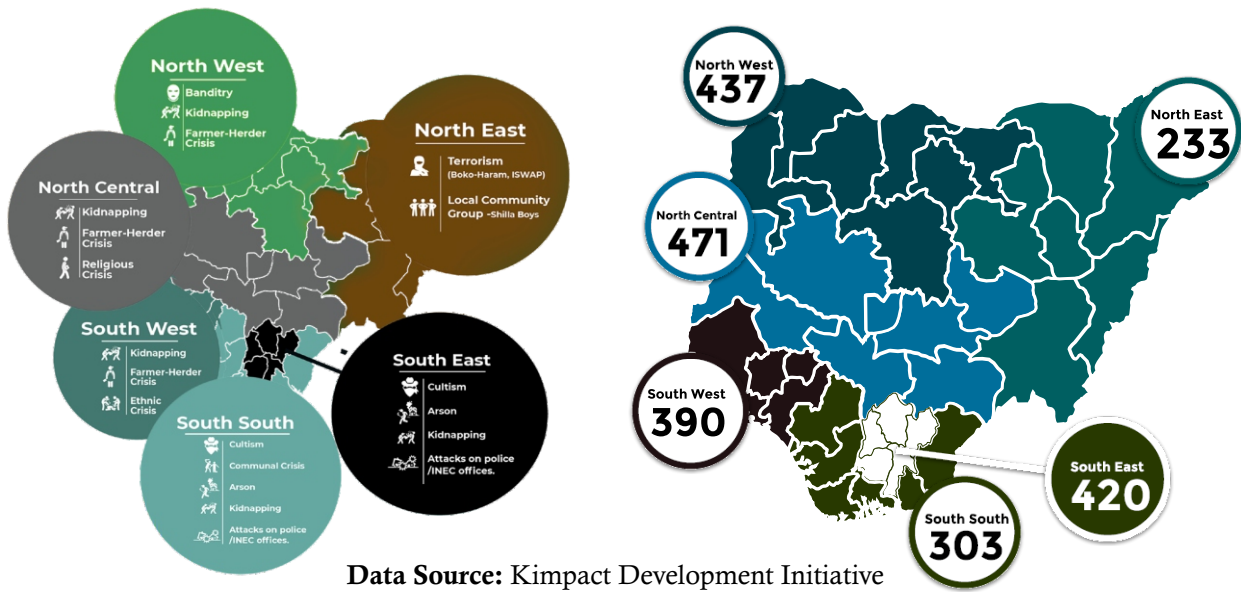 North West
Banditry
Kidnapping
Farmer-Herder
Crisis
North East
Terrorism
(Boko-Haram, ISWAP)
Local Community
Group -Shilla Boys
North Central
Kidnapping
Farmer-Herder
Crisis
Religious
Crisis
South West
Kidnapping
Farmer-Herder
Crisis
Ethnic
Crisis
South East
Cultism
Arson
Kidnapping
Attacks on police
/INEC offices.
South South
Cultism
Communal Crisis
Arson
Kidnapping
Attacks on police
/INEC offices.
North West
437
North East
233
North Central
471
South West
390
South East
420
South South
303
Data Source: Kimpact Development Initiative